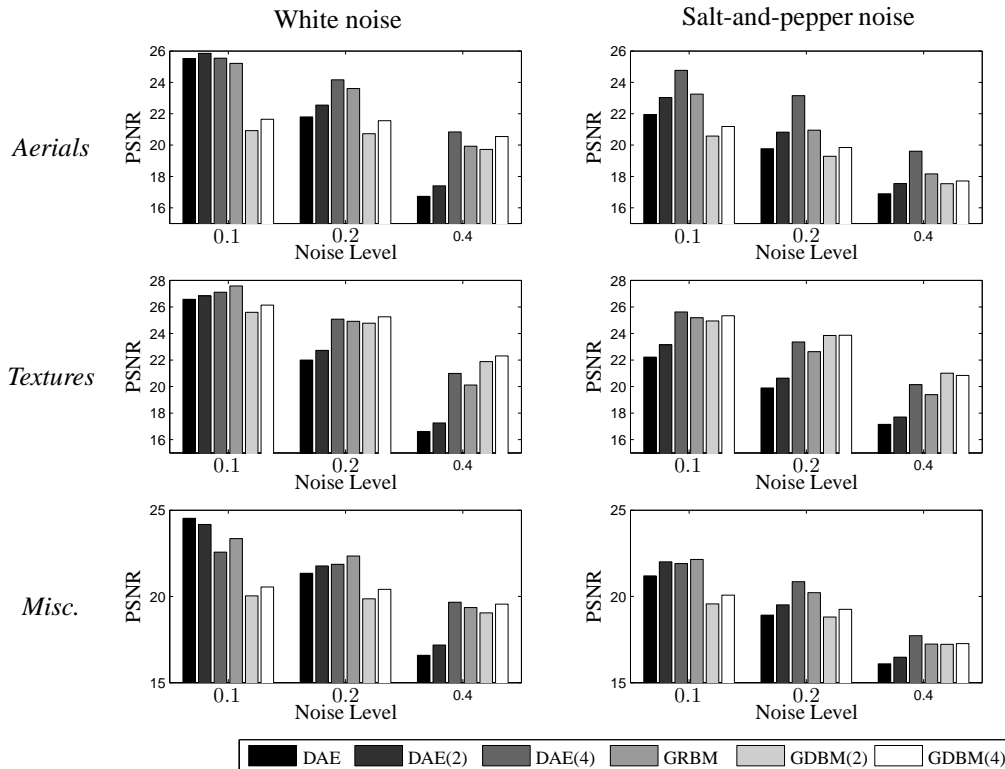 White noise
Salt-and-pepper noise
Aerials
PSNR
26
24
22
20
18
16
0.1 0.2 0.4
Noise Level
PSNR
26
24
22
20
18
16
0.1 0.2 0.4
Noise Level
Textures
PSNR
28
26
24
22
20
18
16
0.1 0.2 0.4
Noise Level
PSNR
28
26
24
22
20
18
16
0.1 0.2 0.4
Noise Level
Misc.
PSNR
25
20
15
0.1 0.2 0.4
Noise Level
PSNR
25
20
15
0.1 0.2 0.4
Noise Level
DAE DAE(2) DAE(4) GRBM GDBM(2) GDBM(4)